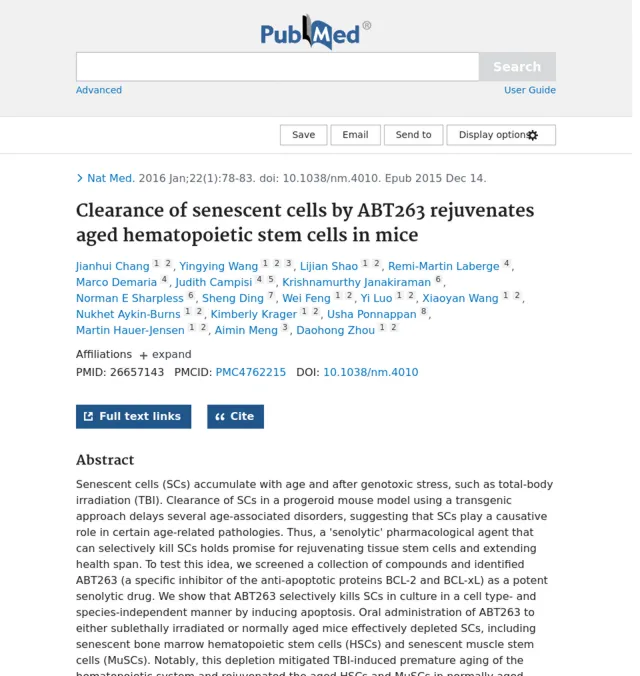 PubMed®
Search
Advanced User Guide
Save Email Send to Display options
Nat Med. 2016 Jan;22(1):78-83. doi: 10.1038/nm.4010. Epub 2015 Dec 14.
Clearance of senescent cells by ABT263 rejuvenates
aged hematopoietic stem cells in mice
Jianhui Chang 1 2, Yingying Wang 1 2 3, Lijian Shao 1 2, Remi-Martin Laberge 4,
Marco Demaria 4, Judith Campisi 4 5, Krishnamurthy Janakiraman 6,
Norman E Sharpless 6, Sheng Ding 7, Wei Feng 1 2, Yi Luo 1 2, Xiaoyan Wang 1 2,
Nukhet Aykin-Burns 1 2, Kimberly Krager 1 2, Usha Ponnappan 8,
Martin Hauer-Jensen 1 2, Aimin Meng 3, Daohong Zhou 1 2
Affiliations + expand
PMID: 26657143 PMCID: PMC4762215 DOI: 10.1038/nm.4010
Full text links Cite
Abstract
Senescent cells (SCs) accumulate with age and after genotoxic stress, such as total-body
irradiation (TBI). Clearance of SCs in a progeroid mouse model using a transgenic
approach delays several age-associated disorders, suggesting that SCs play a causative
role in certain age-related pathologies. Thus, a 'senolytic' pharmacological agent that
can selectively kill SCs holds promise for rejuvenating tissue stem cells and extending
health span. To test this idea, we screened a collection of compounds and identified
ABT263 (a specific inhibitor of the anti-apoptotic proteins BCL-2 and BCL-xL) as a potent
senolytic drug. We show that ABT263 selectively kills SCs in culture in a cell type- and
species-independent manner by inducing apoptosis. Oral administration of ABT263 to
either sublethally irradiated or normally aged mice effectively depleted SCs, including
senescent bone marrow hematopoietic stem cells (HSCs) and senescent muscle stem
cells (MuSCs). Notably, this depletion mitigated TBI-induced premature aging of the
hematopoietic system and rejuvenated the aged HSCs and MuSCs in normally aged